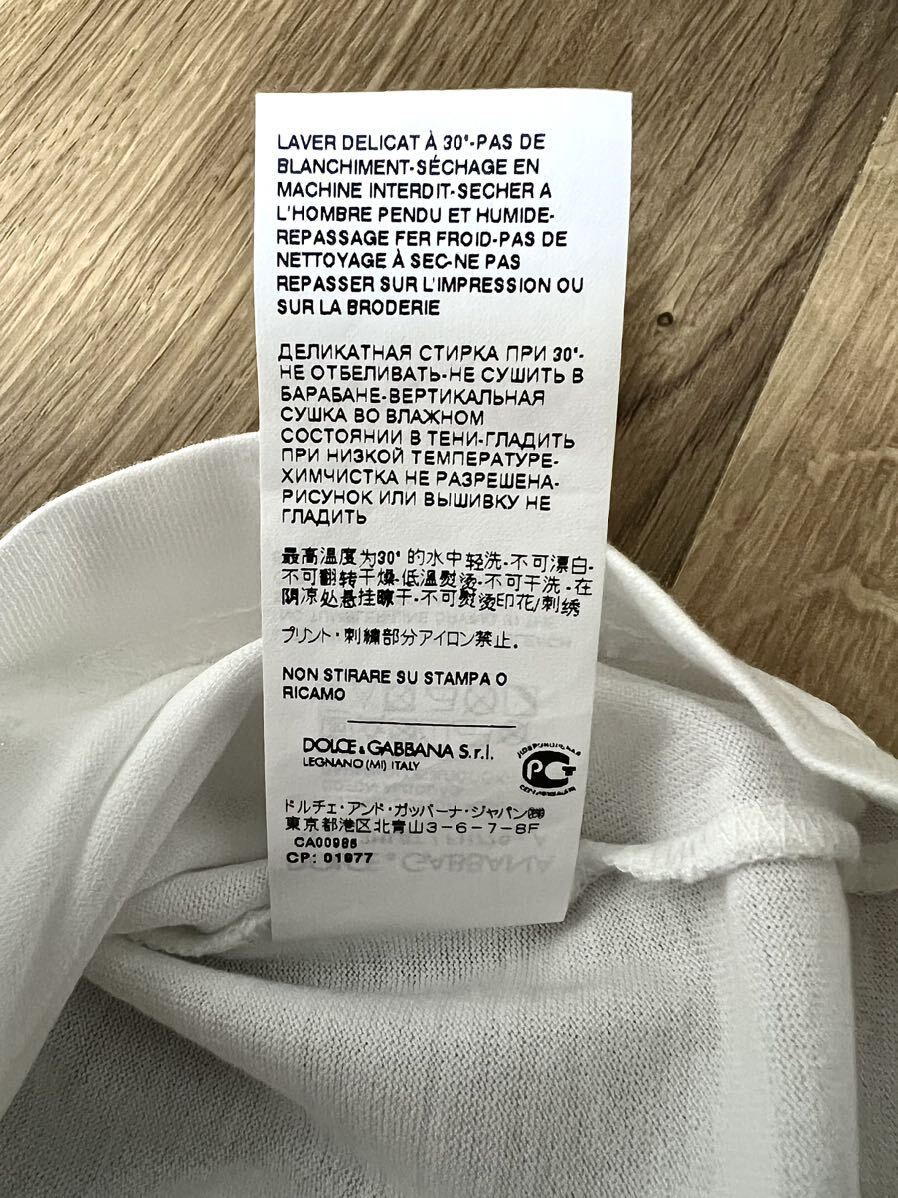 LAVER DELICAT À 30°-PAS DE
BLANCHIMENT-SÉCHAGE EN
MACHINE INTERDIT-SECHER A
L'HOMBRE PENDU ET HUMIDE-
REPASSAGE FER FROID-PAS DE
NETTOYAGE À SEC-NE PAS
REPASSER SUR L'IMPRESSION OU
SUR LA BRODERIE
ДЕЛИКАТНАЯ СТИРКА ПРИ 30°-
НЕ ОТБЕЛИВАТЬ-НЕ СУШИТЬ В
БАРАБАНЕ-ВЕРТИКАЛЬНАЯ
СУШКА ВО ВЛАЖНОМ
СОСТОЯНИИ В ТЕНИ-ГЛАДИТЬ
ПРИ НИЗКОЙ ТЕМПЕРАТУРЕ-
ХИМЧИСТКА НЕ РАЗРЕШЕНА-
РИСУНОК ИЛИ ВЫШИВКУ НЕ
ГЛАДИТЬ
最高温度为30° 的水中轻洗-不可漂白-
不可翻转干燥-低温熨烫-不可干洗-在
阴凉处悬挂晾干-不可熨烫印花/刺绣
プリント・刺繍部分アイロン禁止.
NON STIRARE SU STAMPA O
RICAMO
DOLCE & GABBANA S.r.l.
LEGNANO (MI) ITALY
ドルチェ・アンド・ガッバーナ・ジャパン㈱
東京都港区北青山3-6-7-8F
CA00986
CP: 01977